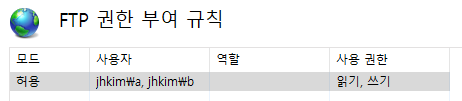 FTP 권한 부여 규칙
모드 사용자 역할 사용 권한
허용 jhkim₩a, jhkim₩b 읽기, 쓰기